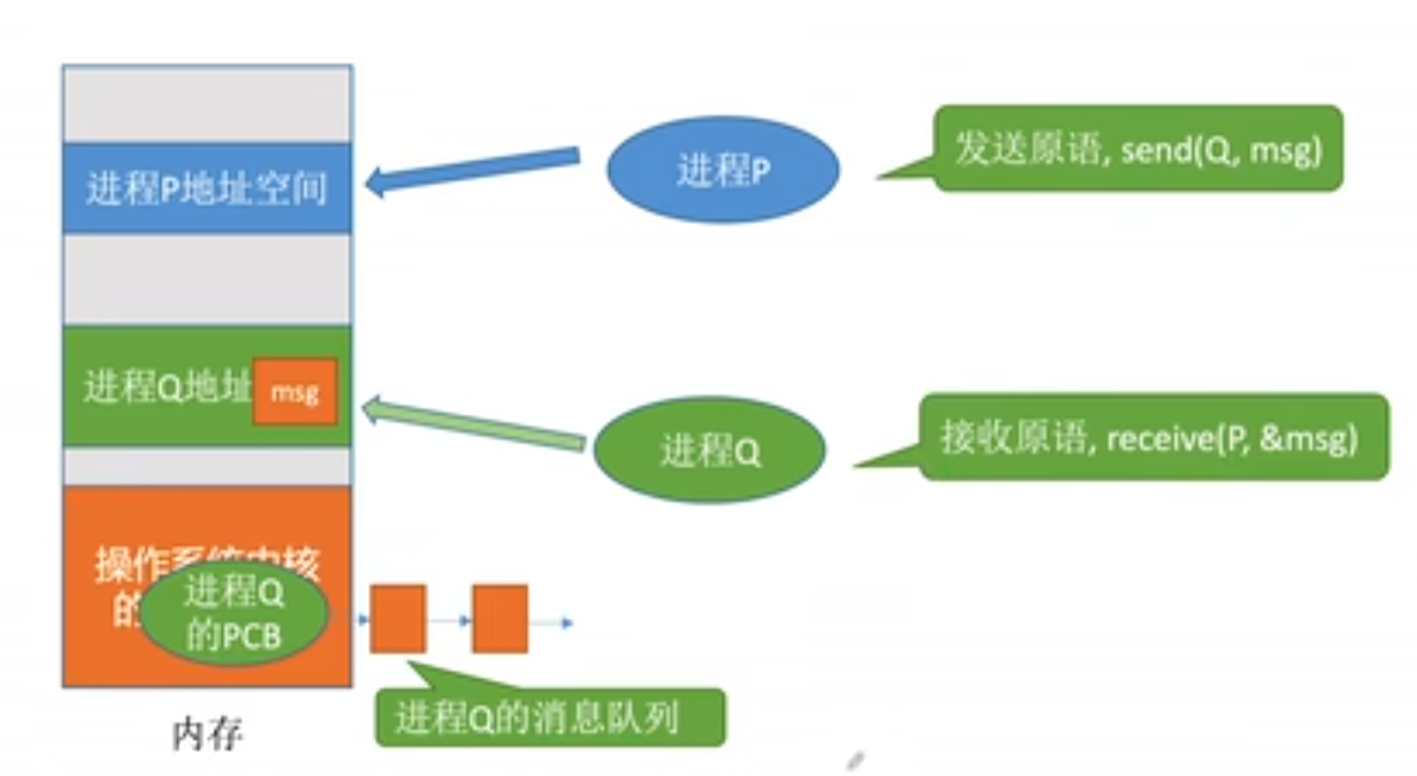 进程P地址空间
进程P
发送原语, send(Q, msg)
进程Q地址
msg
进程Q
接收原语, receive(P, &msg)
操作系统内核
的
进程Q
的PCB
进程Q的消息队列
内存